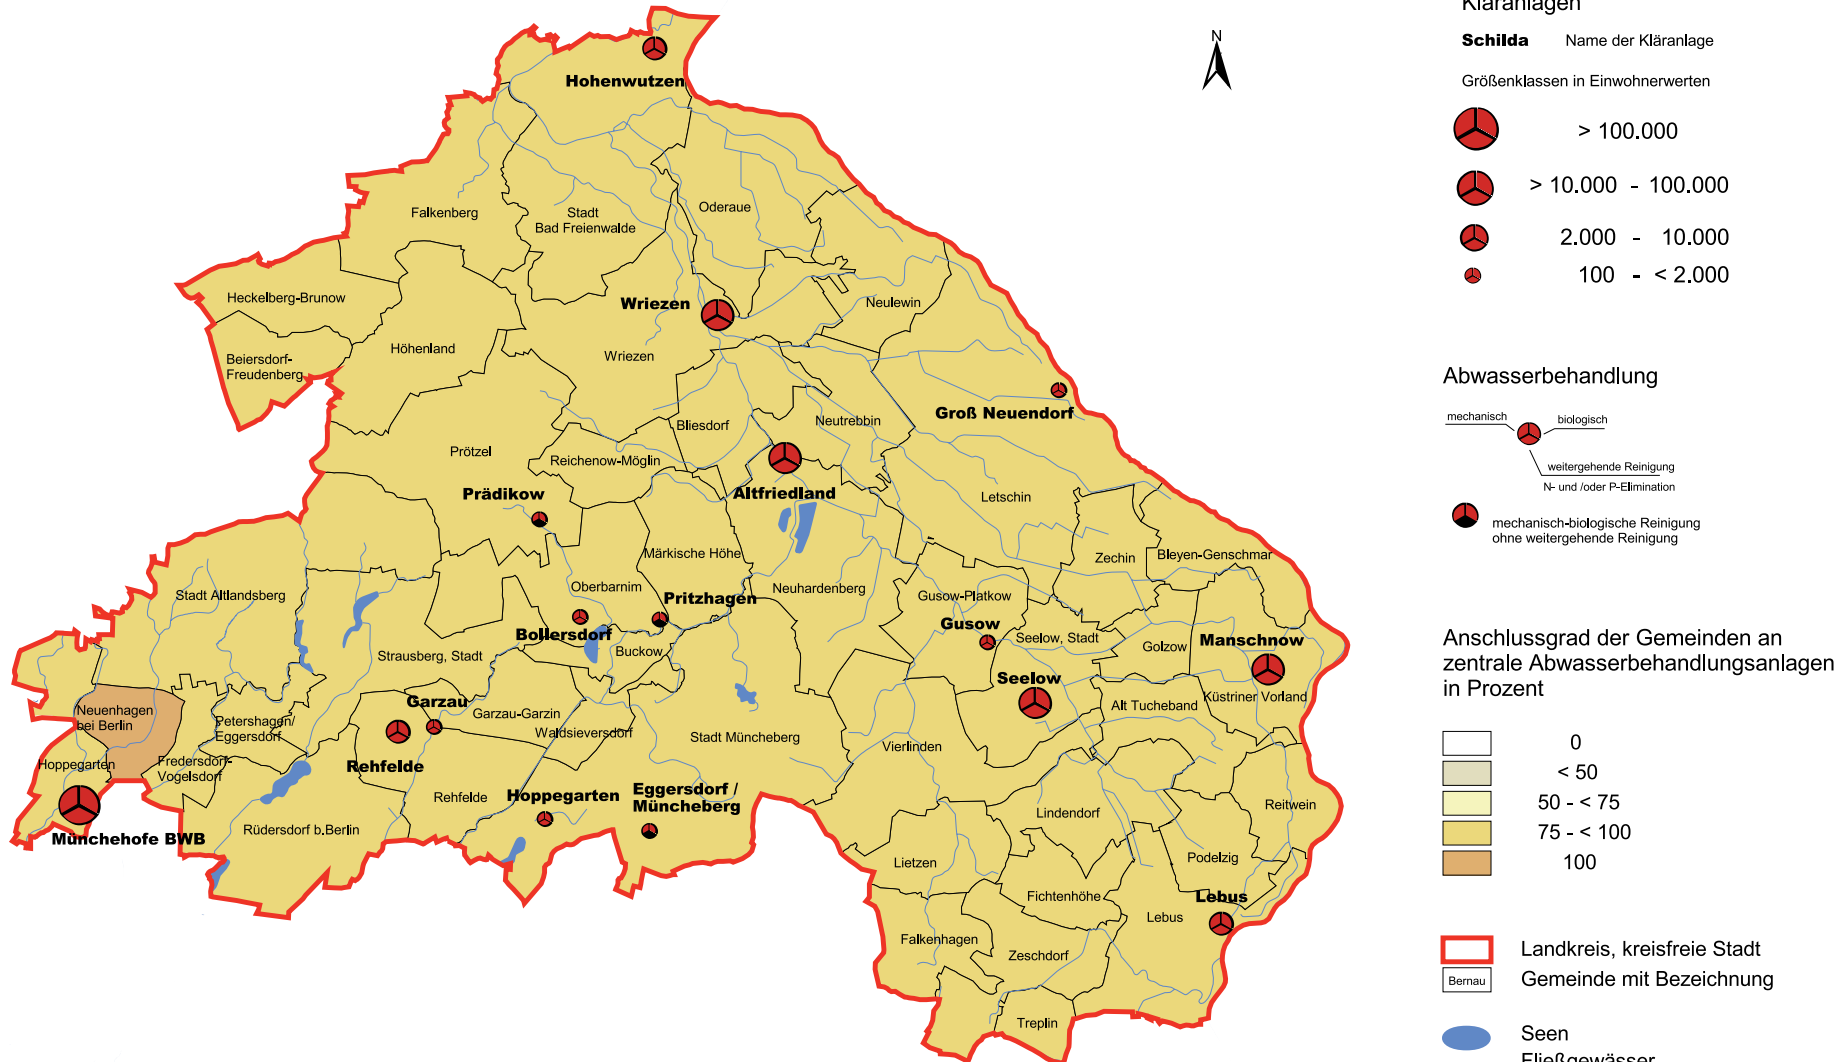 Kläranlagen
Schilda Name der Kläranlage
Größenklassen in Einwohnerwerten
> 100.000
> 10.000 - 100.000
2.000 - 10.000
100 - < 2.000
Abwasserbehandlung
mechanisch
biologisch
weitergehende Reinigung
N- und /oder P-Elimination
mechanisch-biologische Reinigung
ohne weitergehende Reinigung
Anschlussgrad der Gemeinden an
zentrale Abwasserbehandlungsanlagen
in Prozent
0
< 50
50 - < 75
75 - < 100
100
Landkreis, kreisfreie Stadt
Bernau Gemeinde mit Bezeichnung
Seen
Fließgewässer
N
Hohenwutzen
Falkenberg
Stadt
Bad Freienwalde
Oderaue
Heckelberg-Brunow
Wriezen
Neulewin
Beiersdorf-
Freudenberg
Höhenland
Wriezen
Groß Neuendorf
Bliesdorf
Neutrebbin
Prötzel
Reichenow-Möglin
Prädikow
Altfriedland
Letschin
Märkische Höhe
Zechin
Bleyen-Genschmar
Stadt Altlandsberg
Oberbarnim
Pritzhagen
Neuhardenberg
Gusow-Platkow
Gusow
Seelow, Stadt
Golzow
Manschnow
Bollersdorf
Buckow
Strausberg, Stadt
Seelow
Küstriner Vorland
Alt Tucheband
Neuenhagen
bei Berlin
Petershagen/
Eggersdorf
Garzau
Garzau-Garzin
Waldsieversdorf
Stadt Müncheberg
Vierlinden
Hoppegarten
Fredersdorf-
Vogelsdorf
Rehfelde
Rehfelde
Hoppegarten
Eggersdorf /
Müncheberg
Lindendorf
Reitwein
Münchehofe BWB
Rüdersdorf b.Berlin
Lietzen
Podelzig
Fichtenhöhe
Lebus
Lebus
Falkenhagen
Zeschdorf
Treplin